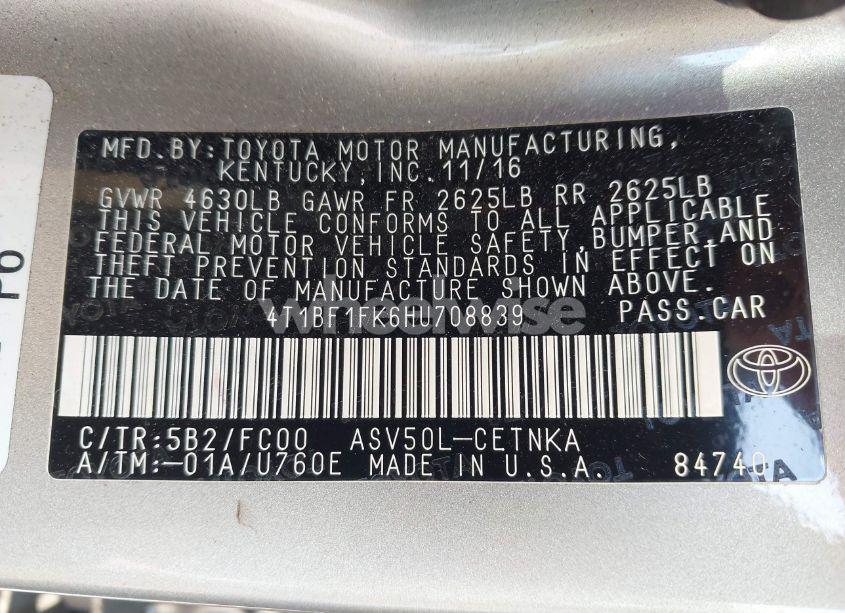 MFD.BY:TOYOTA MOTOR MANUFACTURING,
KENTUCKY,INC.11/16
GVWR 4630LB GAWR FR 2625LB RR 2625LB
THIS VEHICLE CONFORMS TO ALL APPLICABLE
FEDERAL MOTOR VEHICLE SAFETY,BUMPER,AND
THEFT PREVENTION STANDARDS IN EFFECT ON
THE DATE OF MANUFACTURE SHOWN ABOVE.
4T1BF1FK6HU708839 PASS.CAR
wheelwise
C/TR:5B2/FC00 ASV50L-CETNKA
A/TM:-01A/U760E MADE IN U.S.A. 84740